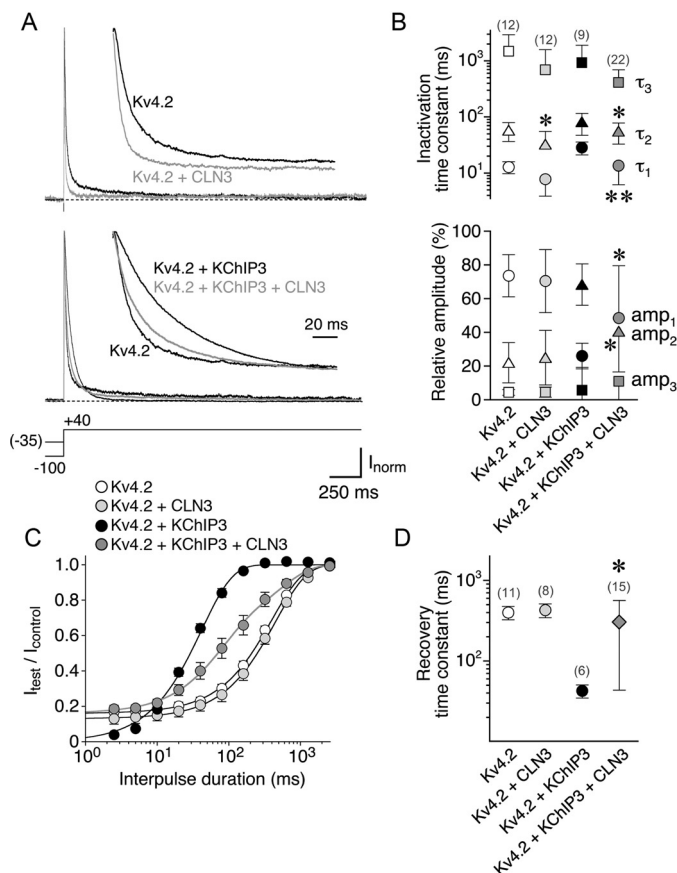 A
Kv4.2
Kv4.2 + CLN3
Kv4.2 + KChIP3
Kv4.2 + KChIP3 + CLN3
20 ms
Kv4.2
+40
(-35)
-100
Inorm
250 ms
B
Inactivation
time constant (ms)
10³
10²
10¹
(12)
(12)
(9)
(22)
*
*
**
τ3
τ2
τ1
Relative amplitude (%)
100
80
60
40
20
0
*
*
amp1
amp2
amp3
Kv4.2
Kv4.2 + CLN3
Kv4.2 + KChIP3
Kv4.2 + KChIP3 + CLN3
C
Kv4.2
Kv4.2 + CLN3
Kv4.2 + KChIP3
Kv4.2 + KChIP3 + CLN3
Itest / Icontrol
1.0
0.8
0.6
0.4
0.2
0
10⁰ 10¹ 10² 10³
Interpulse duration (ms)
D
Recovery
time constant (ms)
10³
10²
(11)
(8)
(6)
(15)
*
Kv4.2
Kv4.2 + CLN3
Kv4.2 + KChIP3
Kv4.2 + KChIP3 + CLN3